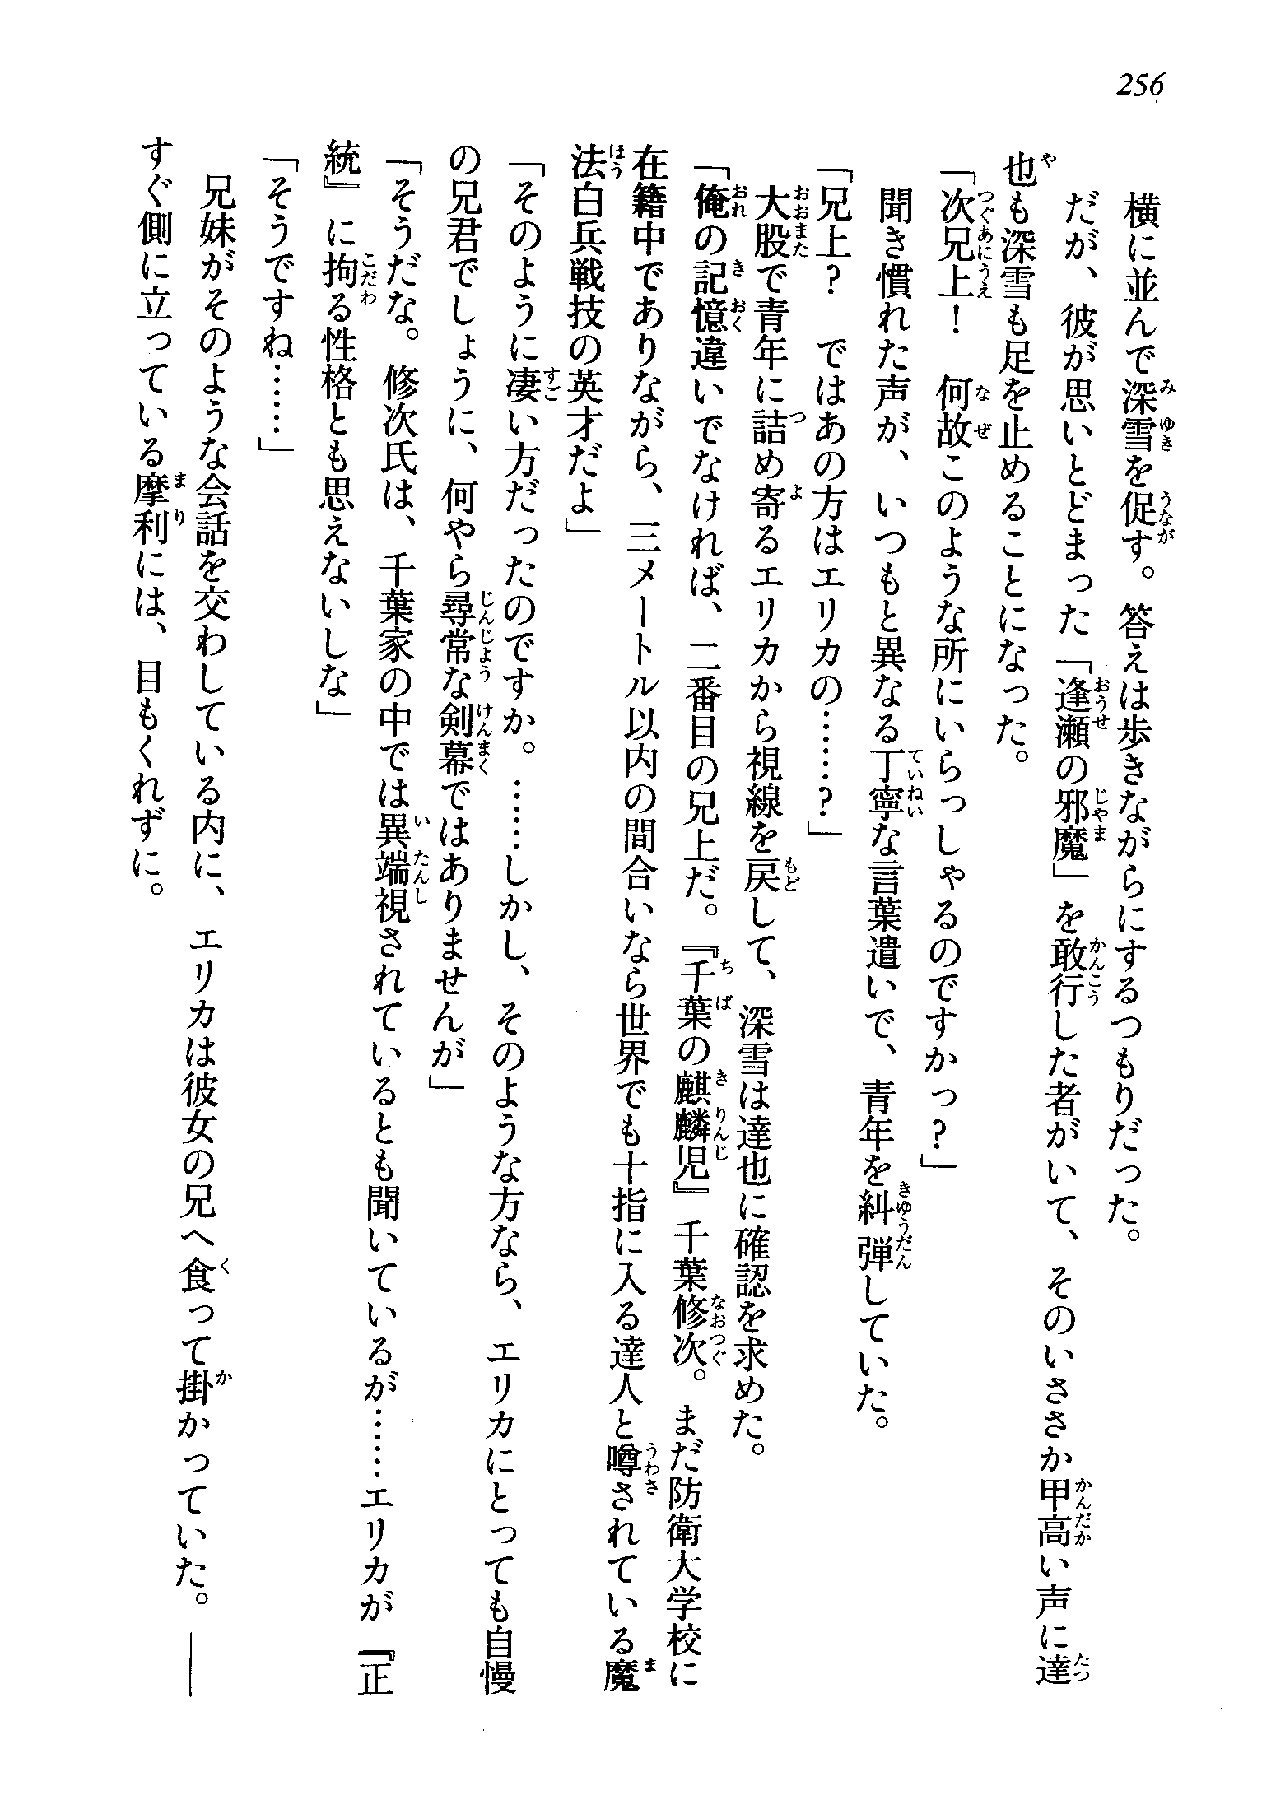 256
横に並んで深雪を促す。答えは歩きながらにするつもりだった。
だが、彼が思いとどまった「逢瀬の邪魔」を敢行した者がいて、そのいささか甲高い声に達
也も深雪も足を止めることになった。
「次兄上！　何故このような所にいらっしゃるのですかっ？」
聞き慣れた声が、いつもと異なる丁寧な言葉遣いで、青年を糾弾していた。
「兄上？　ではあの方はエリカの……？」
大股で青年に詰め寄るエリカから視線を戻して、深雪は達也に確認を求めた。
「俺の記憶違いでなければ、二番目の兄上だ。『千葉の麒麟児』千葉修次。まだ防衛大学校に
在籍中でありながら、三メートル以内の間合いなら世界でも十指に入る達人と噂されている魔
法白兵戦技の英才だよ」
「そのように凄い方だったのですか。……しかし、そのような方なら、エリカにとっても自慢
の兄君でしょうに、何やら尋常な剣幕ではありませんが」
「そうだな。修次氏は、千葉家の中では異端視されているとも聞いているが……エリカが『正
統』に拘る性格とも思えないしな」
「そうですね……」
兄妹がそのような会話を交わしている内に、エリカは彼女の兄へ食って掛かっていた。――
すぐ側に立っている摩利には、目もくれずに。